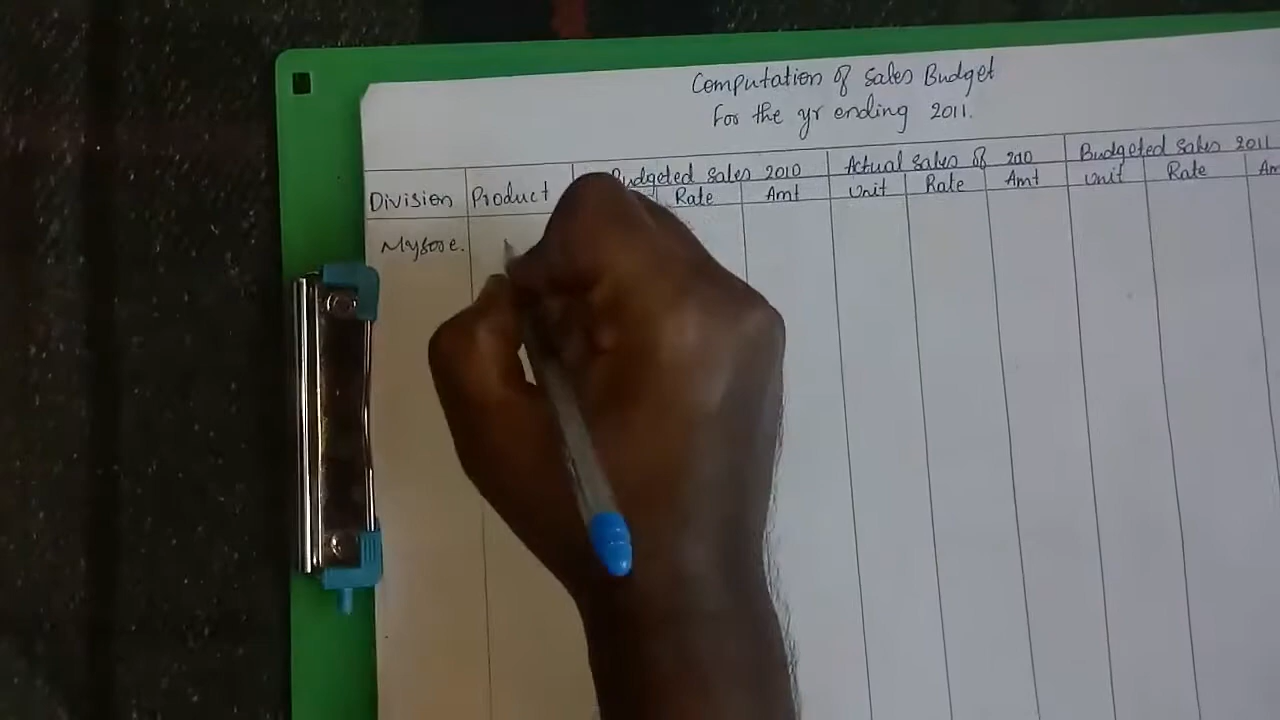 Computation of Sales Budget
For the yr ending 2011.
Division Product Budgeted Sales 2010 Actual Sales of 2010 Budgeted Sales 2011
Rate Amt Unit Rate Amt Unit Rate Am
Mysore.